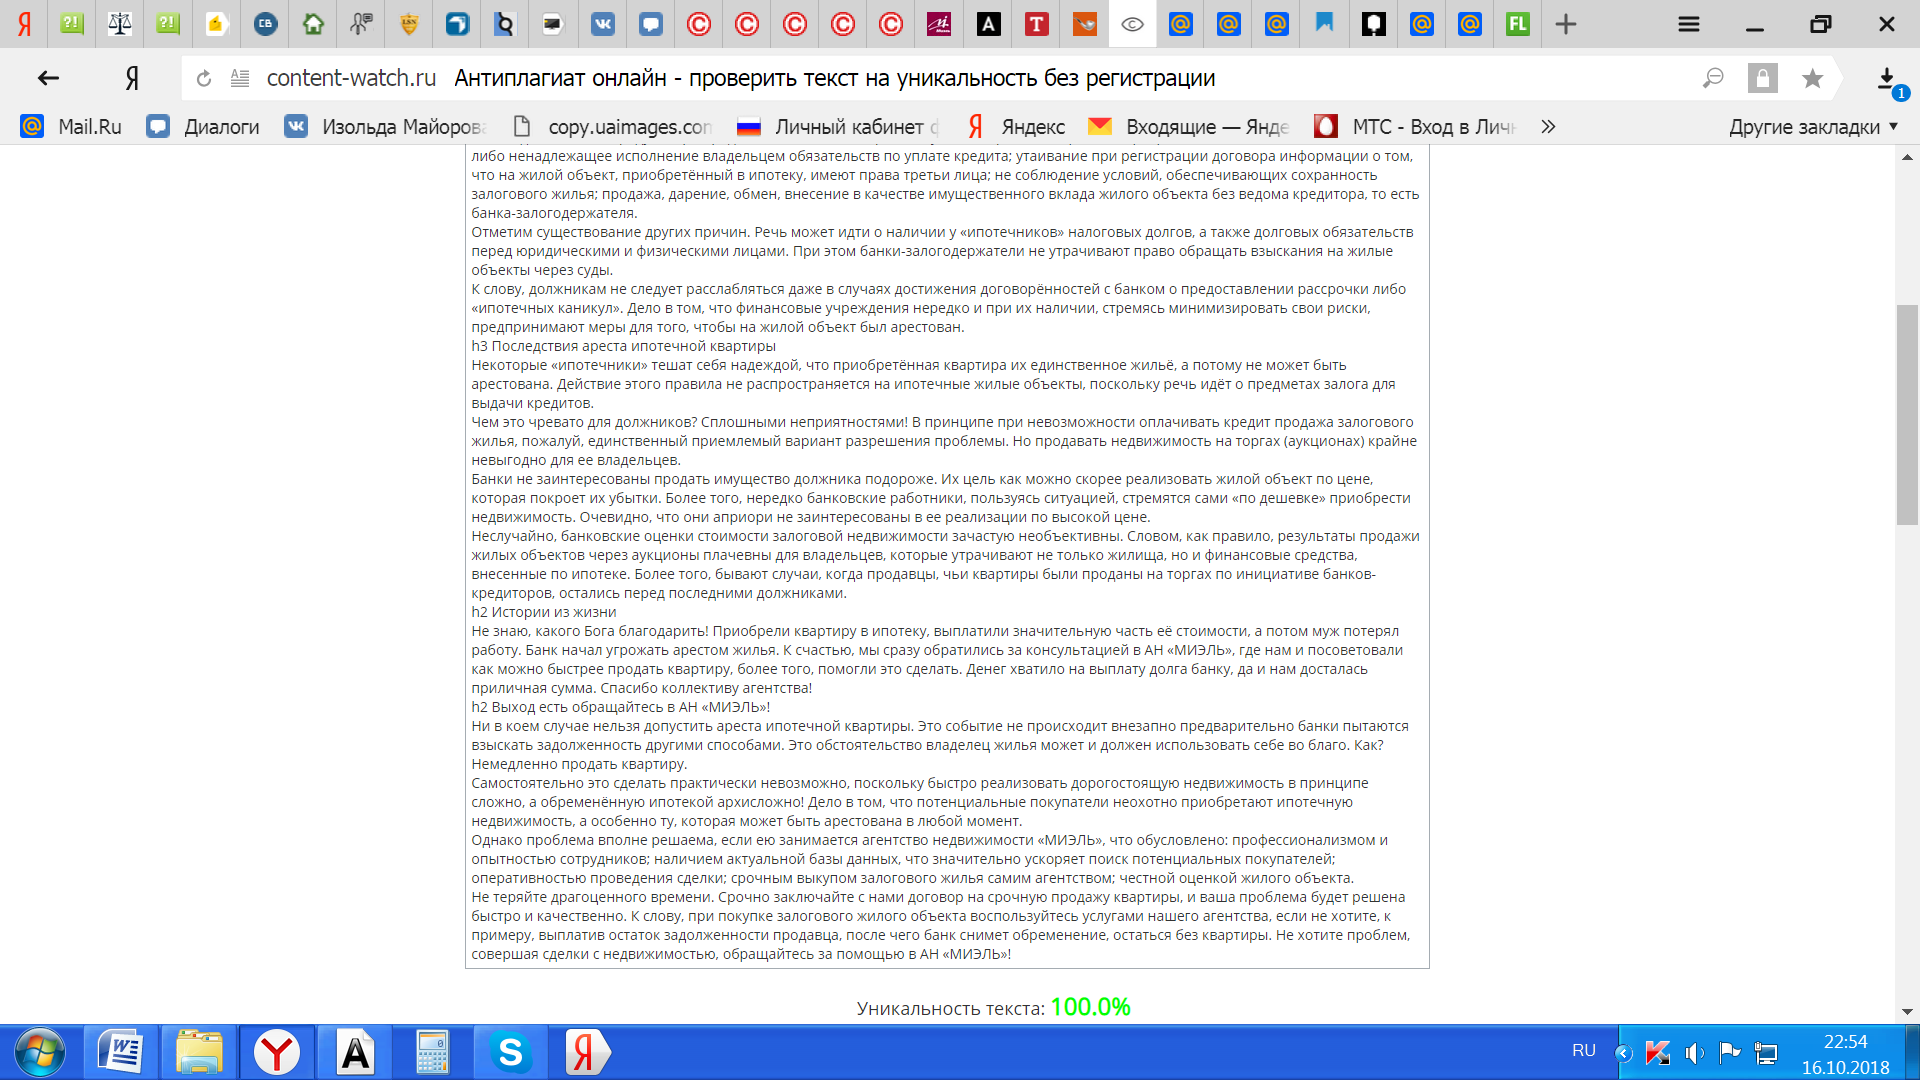 content-watch.ru Антиплагиат онлайн - проверить текст на уникальность без регистрации
1
Mail.Ru Диалоги Изольда Майорова copy.uaimages.com Личный кабинет Яндекс Входящие — Янде МТС - Вход в Лич Другие закладки
либо ненадлежащее исполнение владельцем обязательств по уплате кредита; утаивание при регистрации договора информации о том,
что на жилой объект, приобретённый в ипотеку, имеют права третьи лица; не соблюдение условий, обеспечивающих сохранность
залогового жилья; продажа, дарение, обмен, внесение в качестве имущественного вклада жилого объекта без ведома кредитора, то есть
банка-залогодержателя.
Отметим существование других причин. Речь может идти о наличии у «ипотечников» налоговых долгов, а также долговых обязательств
перед юридическими и физическими лицами. При этом банки-залогодержатели не утрачивают право обращать взыскания на жилые
объекты через суды.
К слову, должникам не следует расслабляться даже в случаях достижения договорённостей с банком о предоставлении рассрочки либо
«ипотечных каникул». Дело в том, что финансовые учреждения нередко и при их наличии, стремясь минимизировать свои риски,
предпринимают меры для того, чтобы на жилой объект был арестован.
h3 Последствия ареста ипотечной квартиры
Некоторые «ипотечники» тешат себя надеждой, что приобретённая квартира их единственное жильё, а потому не может быть
арестована. Действие этого правила не распространяется на ипотечные жилые объекты, поскольку речь идёт о предметах залога для
выдачи кредитов.
Чем это чревато для должников? Сплошными неприятностями! В принципе при невозможности оплачивать кредит продажа залогового
жилья, пожалуй, единственный приемлемый вариант разрешения проблемы. Но продавать недвижимость на торгах (аукционах) крайне
невыгодно для ее владельцев.
Банки не заинтересованы продать имущество должника подороже. Их цель как можно скорее реализовать жилой объект по цене,
которая покроет их убытки. Более того, нередко банковские работники, пользуясь ситуацией, стремятся сами «по дешевке» приобрести
недвижимость. Очевидно, что они априори не заинтересованы в ее реализации по высокой цене.
Неслучайно, банковские оценки стоимости залоговой недвижимости зачастую необъективны. Словом, как правило, результаты продажи
жилых объектов через аукционы плачевны для владельцев, которые утрачивают не только жилища, но и финансовые средства,
внесенные по ипотеке. Более того, бывают случаи, когда продавцы, чьи квартиры были проданы на торгах по инициативе банков-
кредиторов, остались перед последними должниками.
h2 Истории из жизни
Не знаю, какого Бога благодарить! Приобрели квартиру в ипотеку, выплатили значительную часть её стоимости, а потом муж потерял
работу. Банк начал угрожать арестом жилья. К счастью, мы сразу обратились за консультацией в АН «МИЭЛЬ», где нам и посоветовали
как можно быстрее продать квартиру, более того, помогли это сделать. Денег хватило на выплату долга банку, да и нам досталась
приличная сумма. Спасибо коллективу агентства!
h2 Выход есть обращайтесь в АН «МИЭЛЬ»!
Ни в коем случае нельзя допустить ареста ипотечной квартиры. Это событие не происходит внезапно предварительно банки пытаются
взыскать задолженность другими способами. Это обстоятельство владелец жилья может и должен использовать себе во благо. Как?
Немедленно продать квартиру.
Самостоятельно это сделать практически невозможно, поскольку быстро реализовать дорогостоящую недвижимость в принципе
сложно, а обременённую ипотекой архисложно! Дело в том, что потенциальные покупатели неохотно приобретают ипотечную
недвижимость, а особенно ту, которая может быть арестована в любой момент.
Однако проблема вполне решаема, если ею занимается агентство недвижимости «МИЭЛЬ», что обусловлено: профессионализмом и
опытностью сотрудников; наличием актуальной базы данных, что значительно ускоряет поиск потенциальных покупателей;
оперативностью проведения сделки; срочным выкупом залогового жилья самим агентством; честной оценкой жилого объекта.
Не теряйте драгоценного времени. Срочно заключайте с нами договор на срочную продажу квартиры, и ваша проблема будет решена
быстро и качественно. К слову, при покупке залогового жилого объекта воспользуйтесь услугами нашего агентства, если не хотите, к
примеру, выплатив остаток задолженности продавца, после чего банк снимет обременение, остаться без квартиры. Не хотите проблем,
совершая сделки с недвижимостью, обращайтесь за помощью в АН «МИЭЛЬ»!
Уникальность текста: 100.0%
RU
22:54
16.10.2018